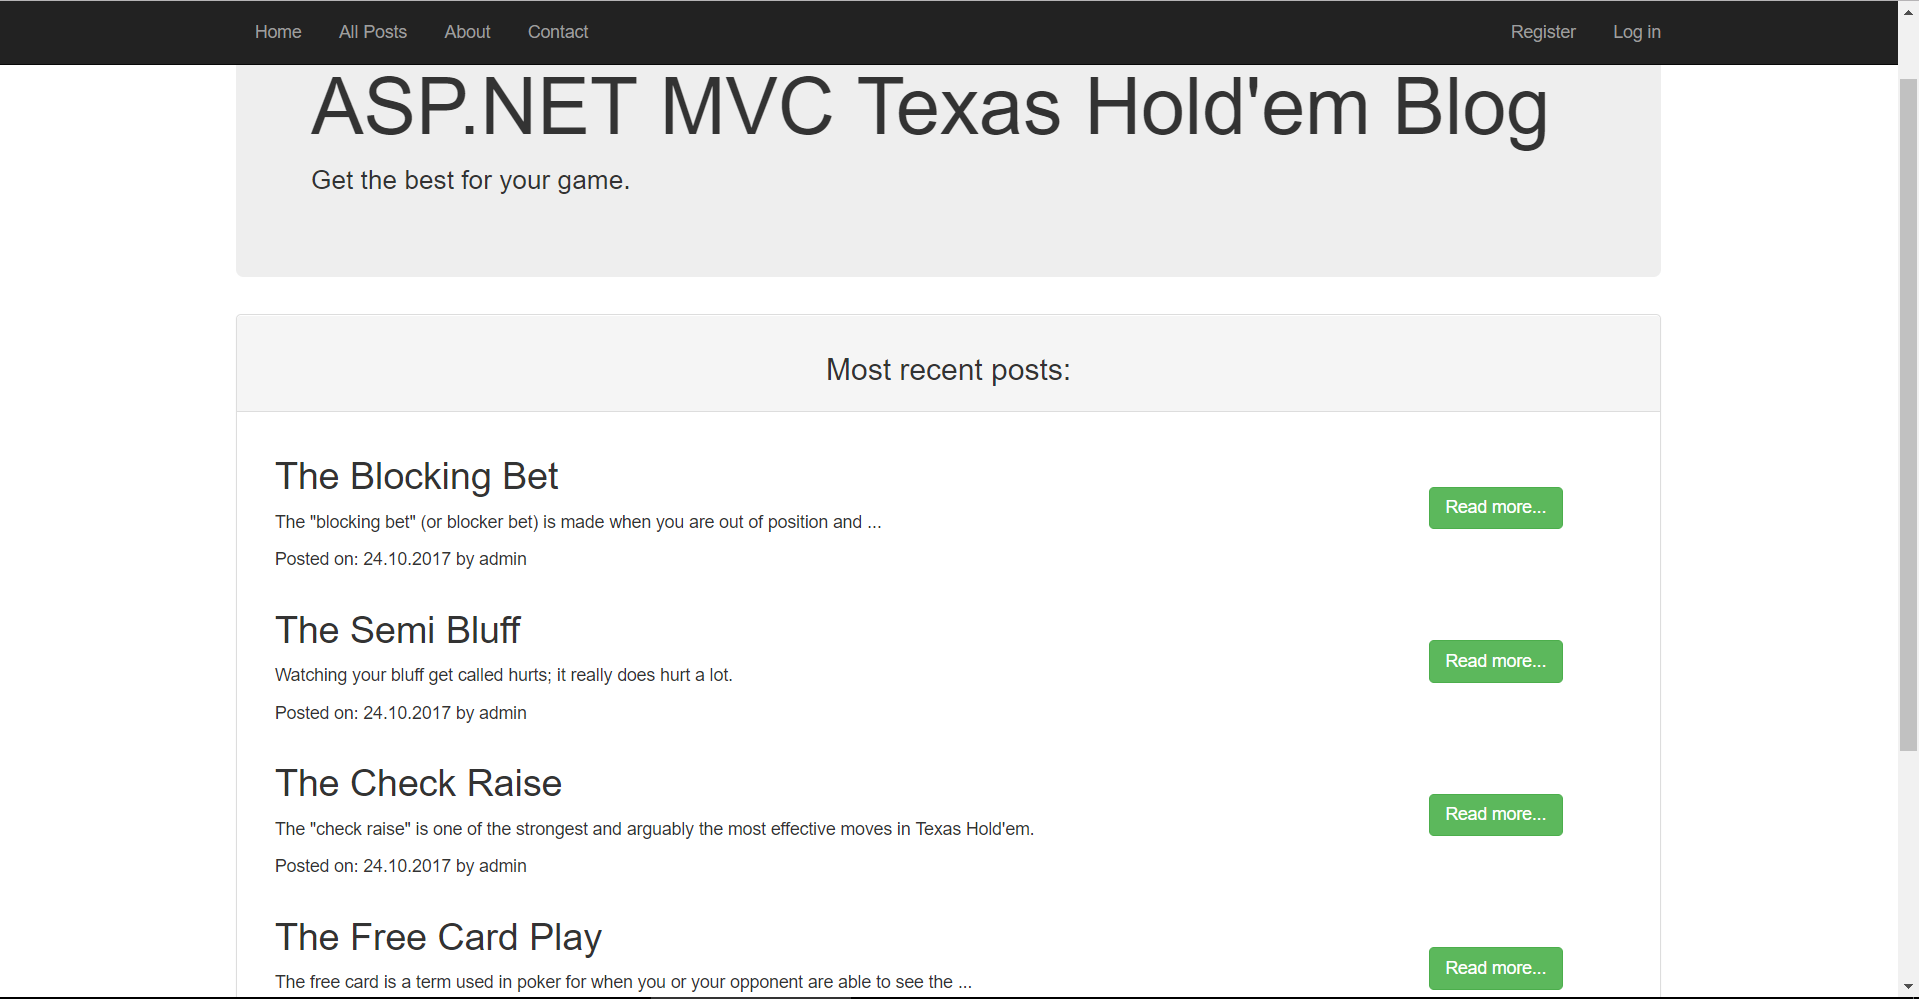 Home All Posts About Contact Register Log in
ASP.NET MVC Texas Hold'em Blog
Get the best for your game.
Most recent posts:
The Blocking Bet
The "blocking bet" (or blocker bet) is made when you are out of position and ...
Read more...
Posted on: 24.10.2017 by admin
The Semi Bluff
Watching your bluff get called hurts; it really does hurt a lot.
Read more...
Posted on: 24.10.2017 by admin
The Check Raise
The "check raise" is one of the strongest and arguably the most effective moves in Texas Hold'em.
Read more...
Posted on: 24.10.2017 by admin
The Free Card Play
The free card is a term used in poker for when you or your opponent are able to see the ...
Read more...